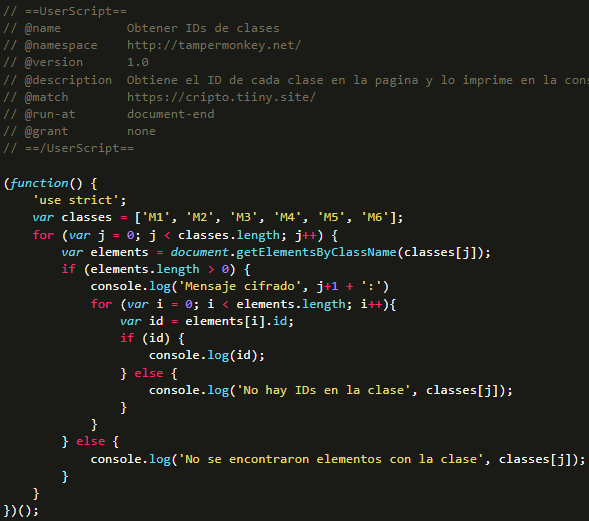 // ==UserScript==
// @name         Obtener IDs de clases
// @namespace    http://tampermonkey.net/
// @version      1.0
// @description  Obtiene el ID de cada clase en la pagina y lo imprime en la cons
// @match        https://cripto.tiiny.site/
// @run-at       document-end
// @grant        none
// ==/UserScript==

(function() {
    'use strict';
    var classes = ['M1', 'M2', 'M3', 'M4', 'M5', 'M6'];
    for (var j = 0; j < classes.length; j++) {
        var elements = document.getElementsByClassName(classes[j]);
        if (elements.length > 0) {
            console.log('Mensaje cifrado', j+1 + ':')
            for (var i = 0; i < elements.length; i++){
                var id = elements[i].id;
                if (id) {
                    console.log(id);
                } else {
                    console.log('No hay IDs en la clase', classes[j]);
                }
            }
        } else {
            console.log('No se encontraron elementos con la clase', classes[j]);
        }
    }
})();